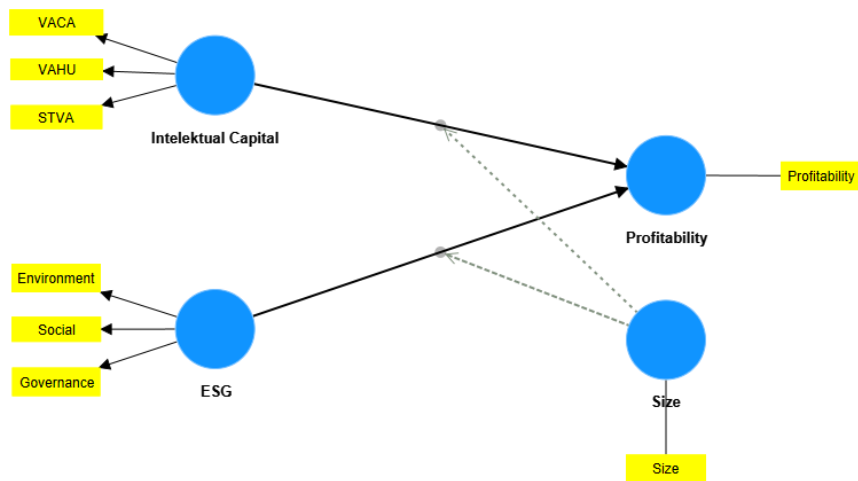 VACA
VAHU
STVA
Intelektual Capital
Profitability
Profitability
Environment
Social
Governance
ESG
Size
Size